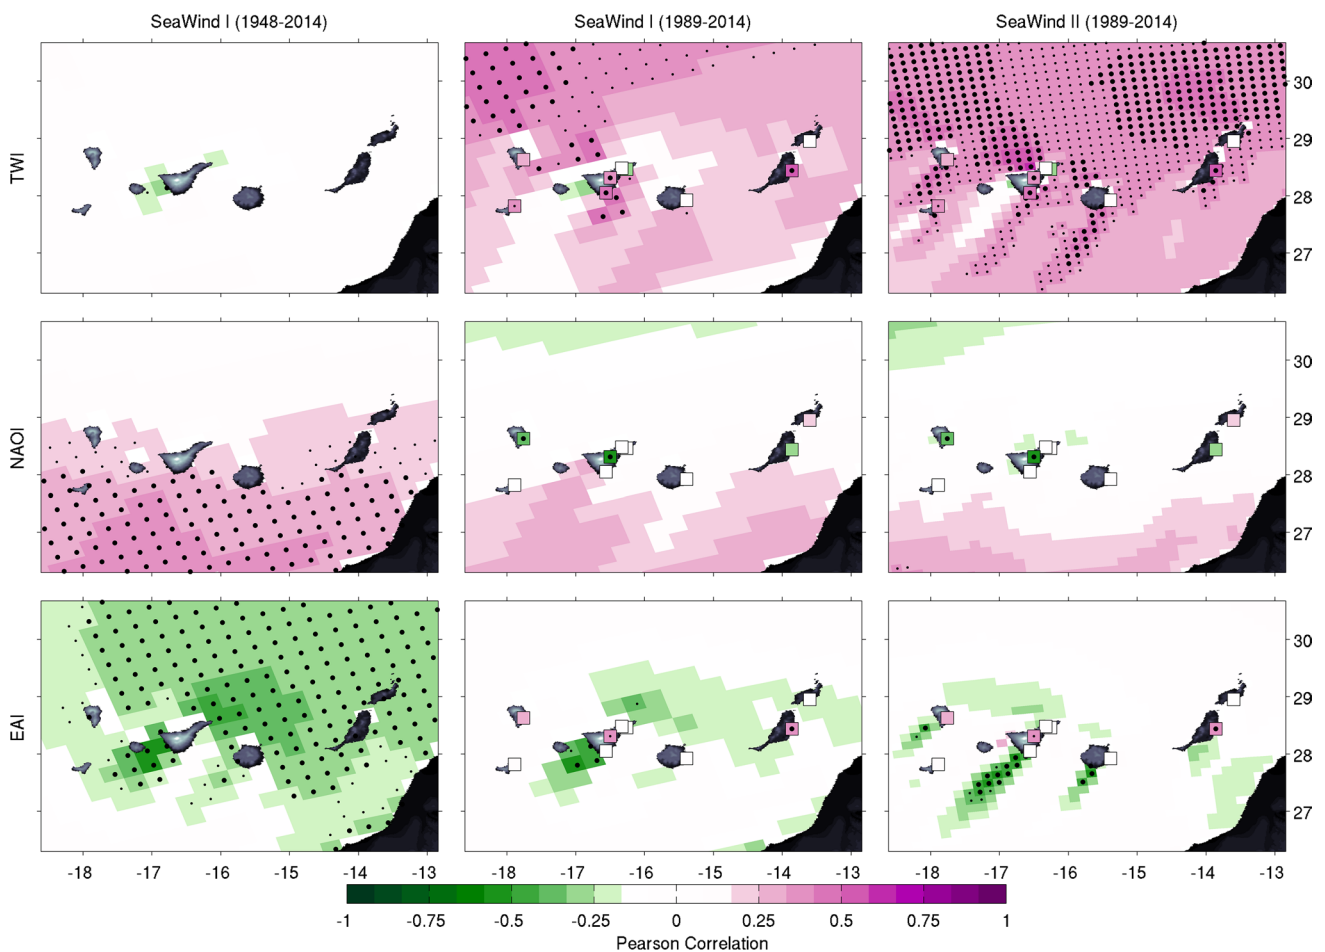 SeaWind I (1948-2014) SeaWind I (1989-2014) SeaWind II (1989-2014)
TWI
30
29
28
27
NAOI
30
29
28
27
EAI
30
29
28
27
-18 -17 -16 -15 -14 -13 -18 -17 -16 -15 -14 -13 -18 -17 -16 -15 -14 -13
-1 -0.75 -0.5 -0.25 0 0.25 0.5 0.75 1
Pearson Correlation